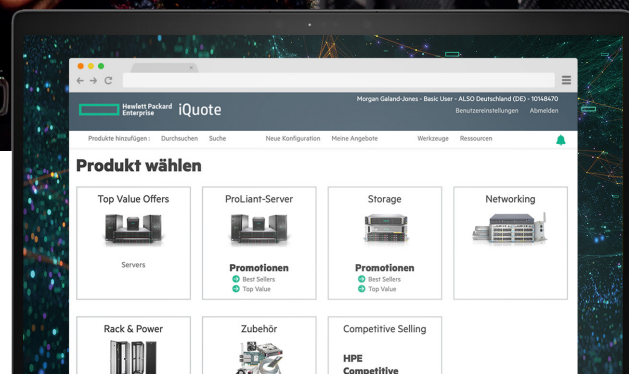 Morgan Galand-Jones - Basic User - ALSO Deutschland (DE) - 10148470
Hewlett Packard
Enterprise
iQuote
Benutzereinstellungen Abmelden
Produkte hinzufügen : Durchsuchen Suche Neue Konfiguration Meine Angebote Werkzeuge Ressourcen
Produkt wählen
Top Value Offers ProLiant-Server Storage Networking
Servers
Promotionen Promotionen
Best Sellers Best Sellers
Top Value Top Value
Rack & Power Zubehör Competitive Selling
HPE
Competitive